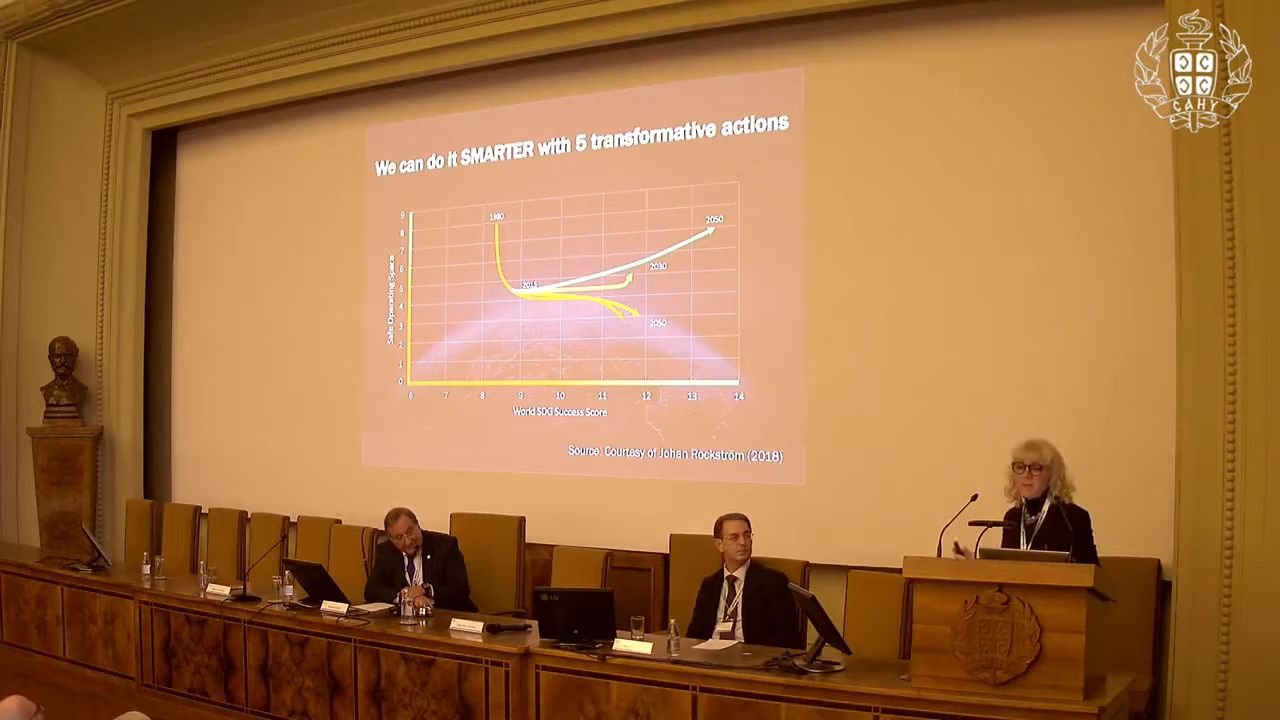 We can do it SMARTER with 5 transformative actions
9
8
7
6
5
4
3
2
1
0
Safe Operating Space
1980
2015
2050
2030
2050
6 7 8 9 10 11 12 13 14
World SDG Success Score
Source: Courtesy of Johan Rockström (2018)
САНУ
С С
С С
LG